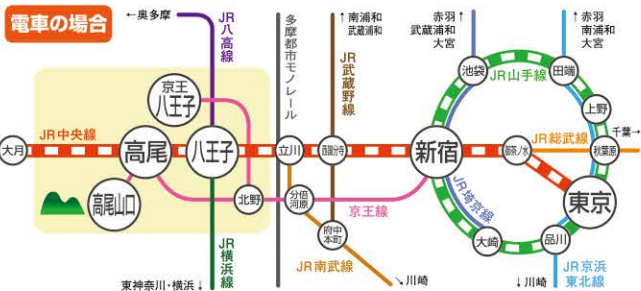 電車の場合
←奥多摩
JR八高線
多摩都市モノレール
↑南浦和
武蔵浦和
JR武蔵野線
赤羽↑
武蔵浦和
大宮
↑赤羽
南浦和
大宮
池袋
JR山手線
田端
上野
京王
八王子
千葉→
大月
JR中央線
高尾
八王子
立川
西国分寺
新宿
御茶ノ水
JR総武線
秋葉原
高尾山口
北野
分倍
河原
京王線
JR埼京線
東京
府中
本町
大崎
品川
JR横浜線
JR南武線
JR京浜
東北線
東神奈川・横浜↓
↘川崎
↓川崎